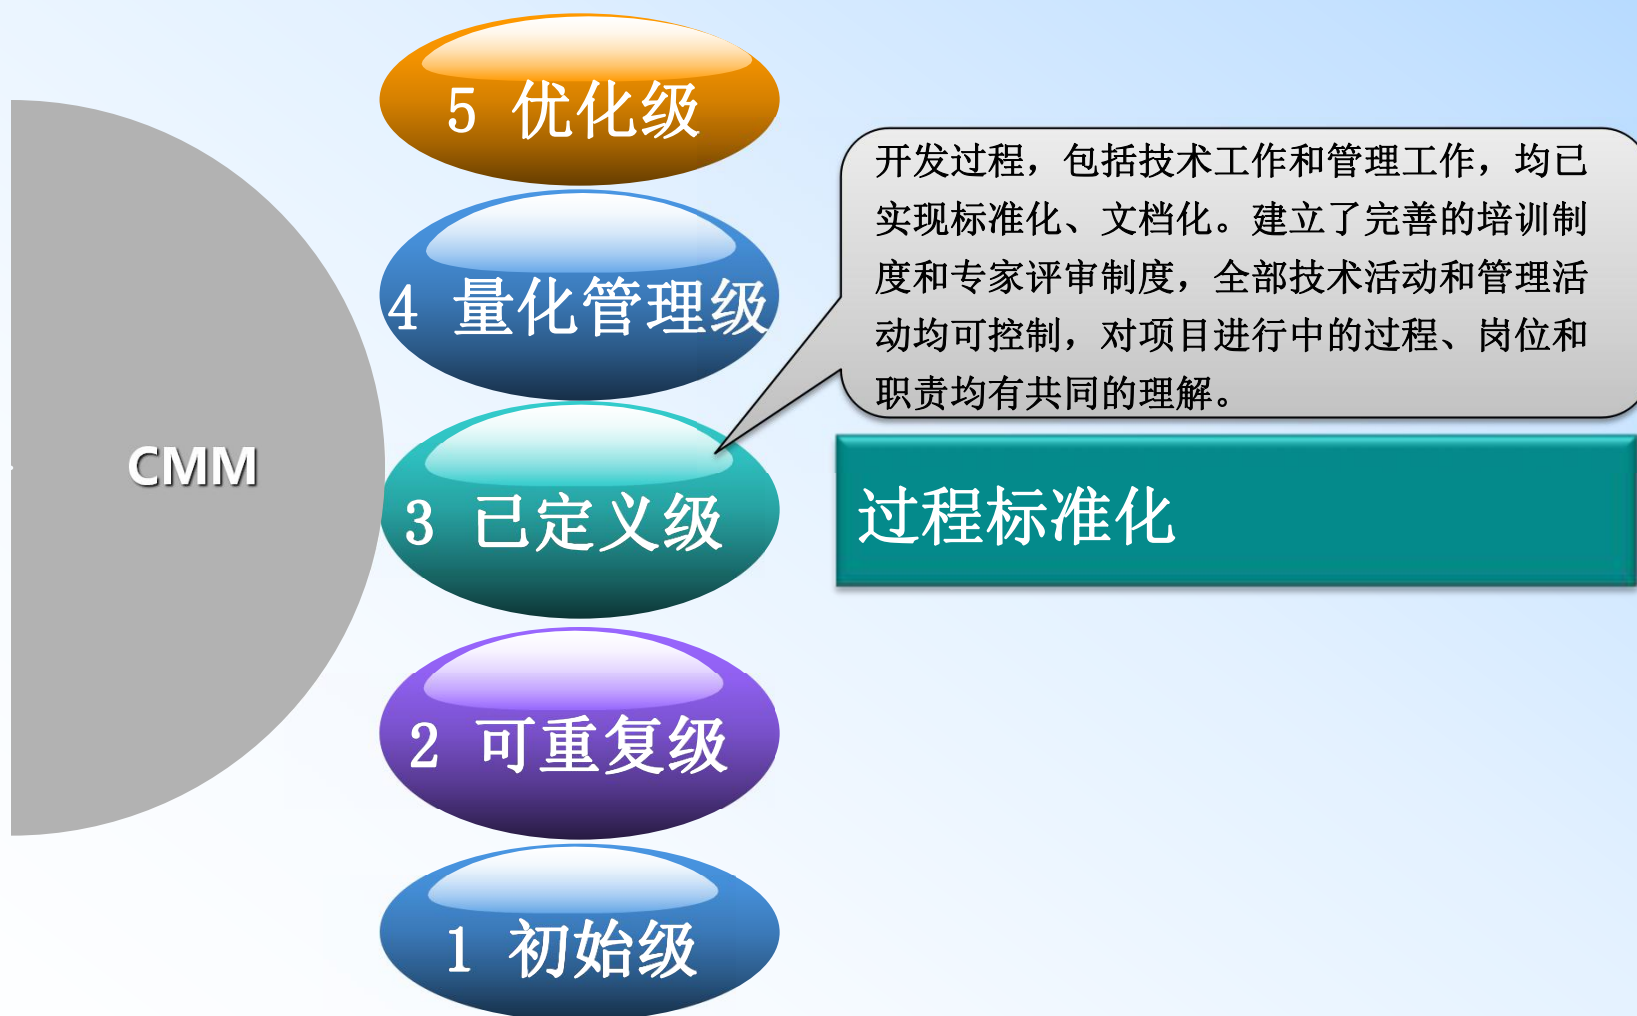 5 优化级
开发过程，包括技术工作和管理工作，均已
实现标准化、文档化。建立了完善的培训制
度和专家评审制度，全部技术活动和管理活
动均可控制，对项目进行中的过程、岗位和
职责均有共同的理解。
4 量化管理级
CMM
3 已定义级
过程标准化
2 可重复级
1 初始级